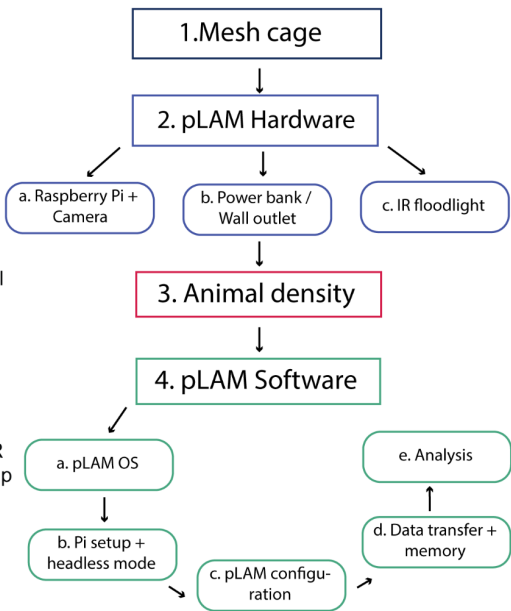 1.Mesh cage
2. pLAM Hardware
a. Raspberry Pi +
Camera
b. Power bank /
Wall outlet
c. IR floodlight
3. Animal density
4. pLAM Software
a. pLAM OS
b. Pi setup +
headless mode
c. pLAM configu-
ration
d. Data transfer +
memory
e. Analysis